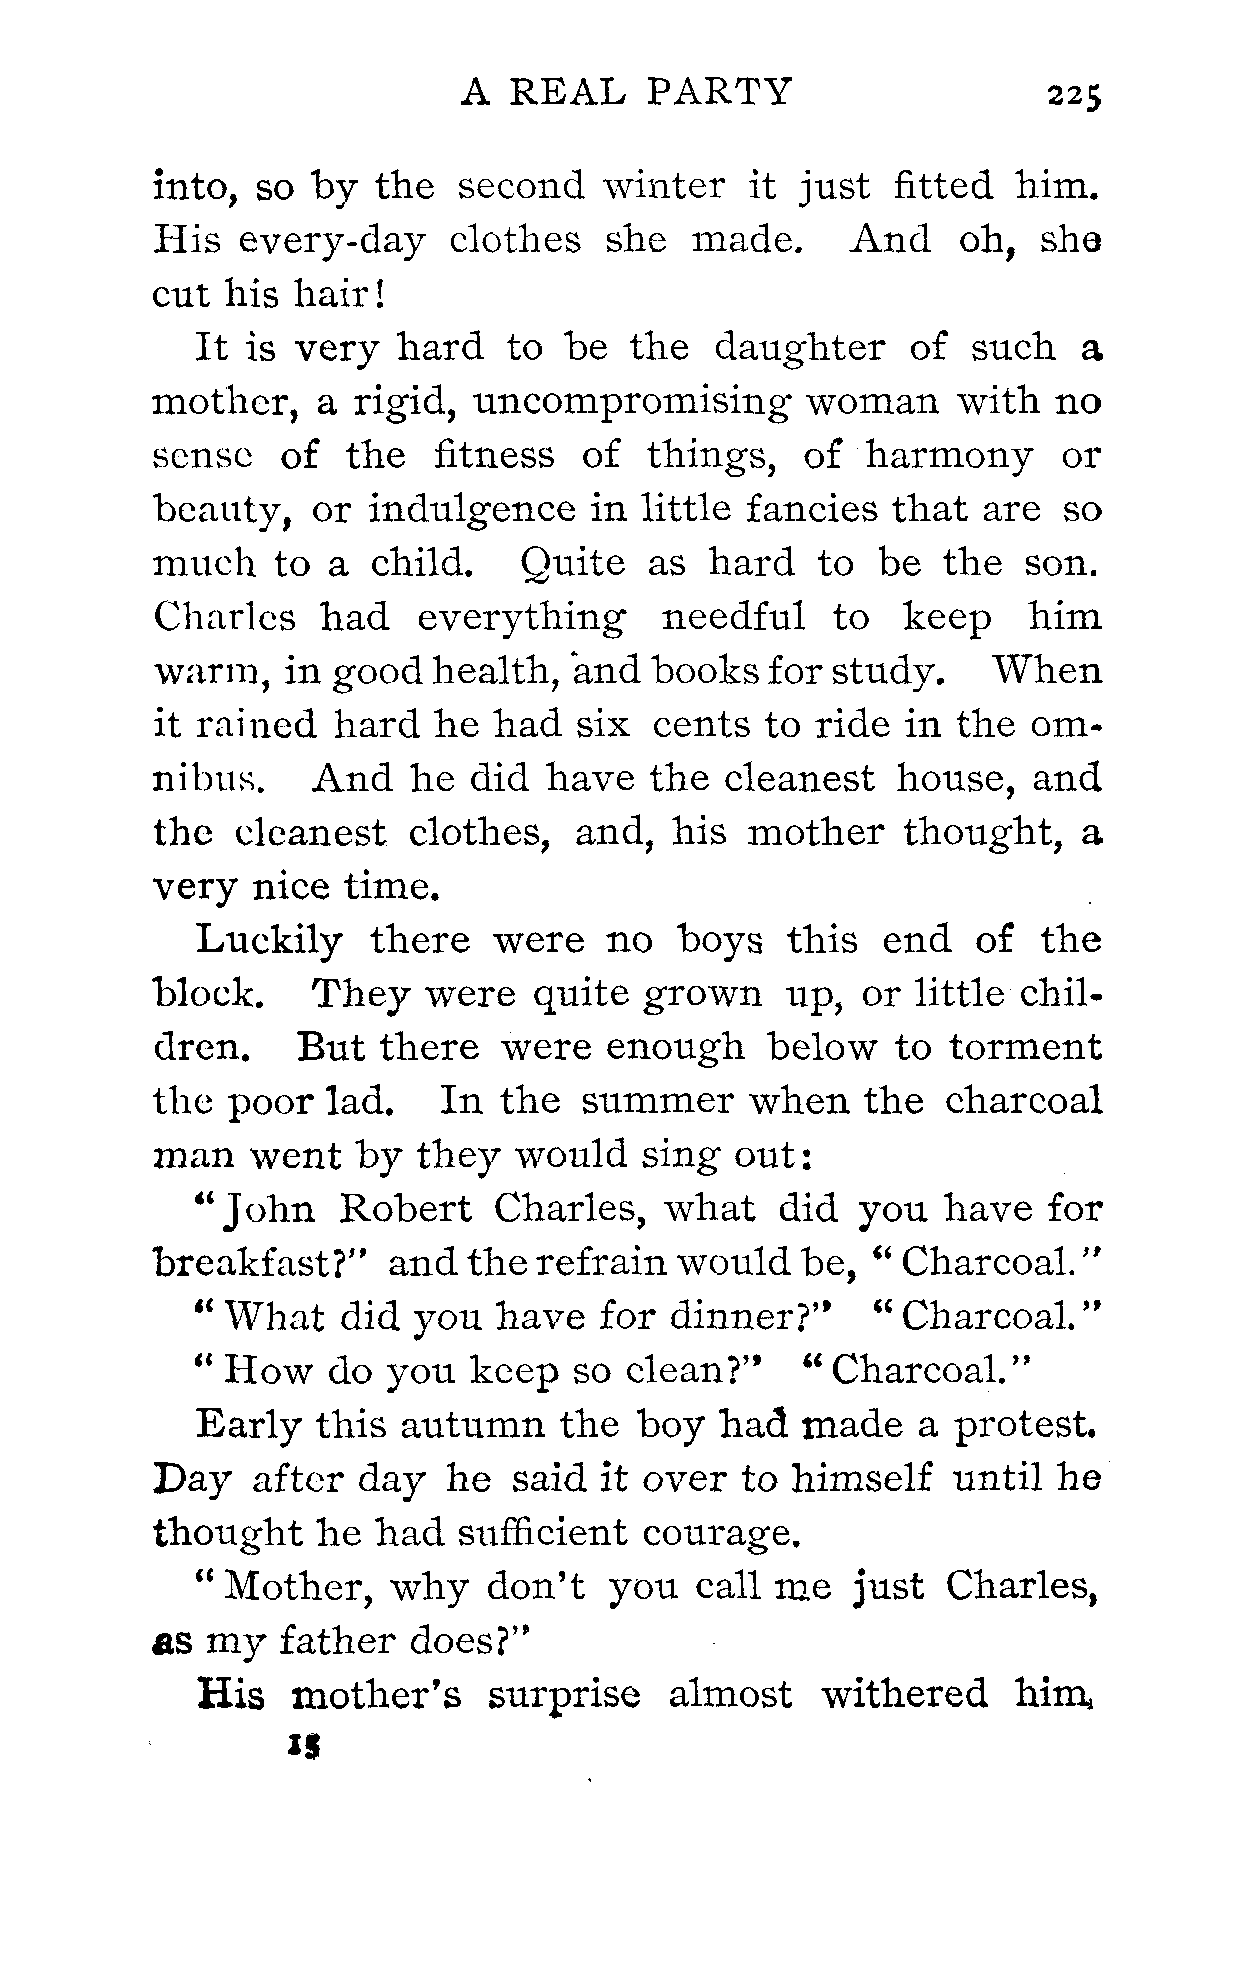 A REAL PARTY 225
into, so by the second winter it just fitted him.
His every-day clothes she made. And oh, she
cut his hair!
It is very hard to be the daughter of such a
mother, a rigid, uncompromising woman with no
sense of the fitness of things, of harmony or
beauty, or indulgence in little fancies that are so
much to a child. Quite as hard to be the son.
Charles had everything needful to keep him
warm, in good health, and books for study. When
it rained hard he had six cents to ride in the om-
nibus. And he did have the cleanest house, and
the cleanest clothes, and, his mother thought, a
very nice time.
Luckily there were no boys this end of the
block. They were quite grown up, or little chil-
dren. But there were enough below to torment
the poor lad. In the summer when the charcoal
man went by they would sing out:
"John Robert Charles, what did you have for
breakfast?" and the refrain would be, "Charcoal."
"What did you have for dinner?" "Charcoal."
"How do you keep so clean?" "Charcoal."
Early this autumn the boy had made a protest.
Day after day he said it over to himself until he
thought he had sufficient courage.
"Mother, why don't you call me just Charles,
as my father does?"
His mother's surprise almost withered him,
15